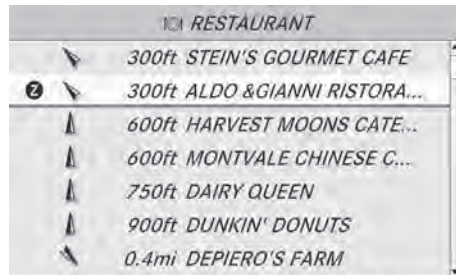 RESTAURANT
300ft STEIN'S GOURMET CAFE
Z 300ft ALDO &GIANNI RISTORA...
600ft HARVEST MOONS CATE...
600ft MONTVALE CHINESE C...
750ft DAIRY QUEEN
900ft DUNKIN' DONUTS
0.4mi DEPIERO'S FARM